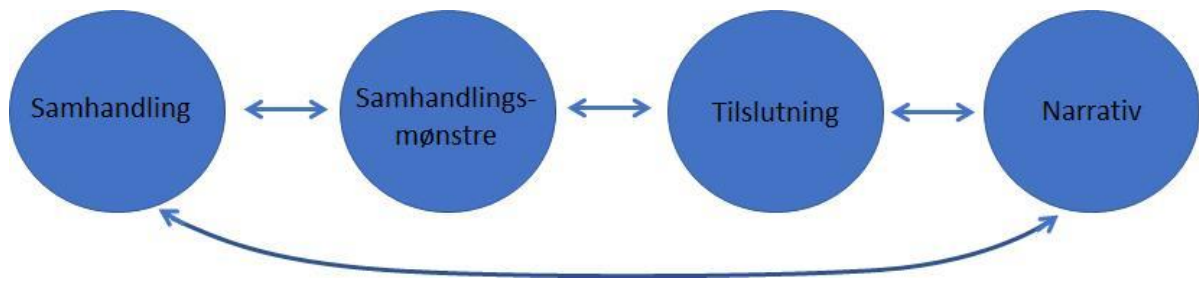 Samhandling
Samhandlings-
mønstre
Tilslutning
Narrativ